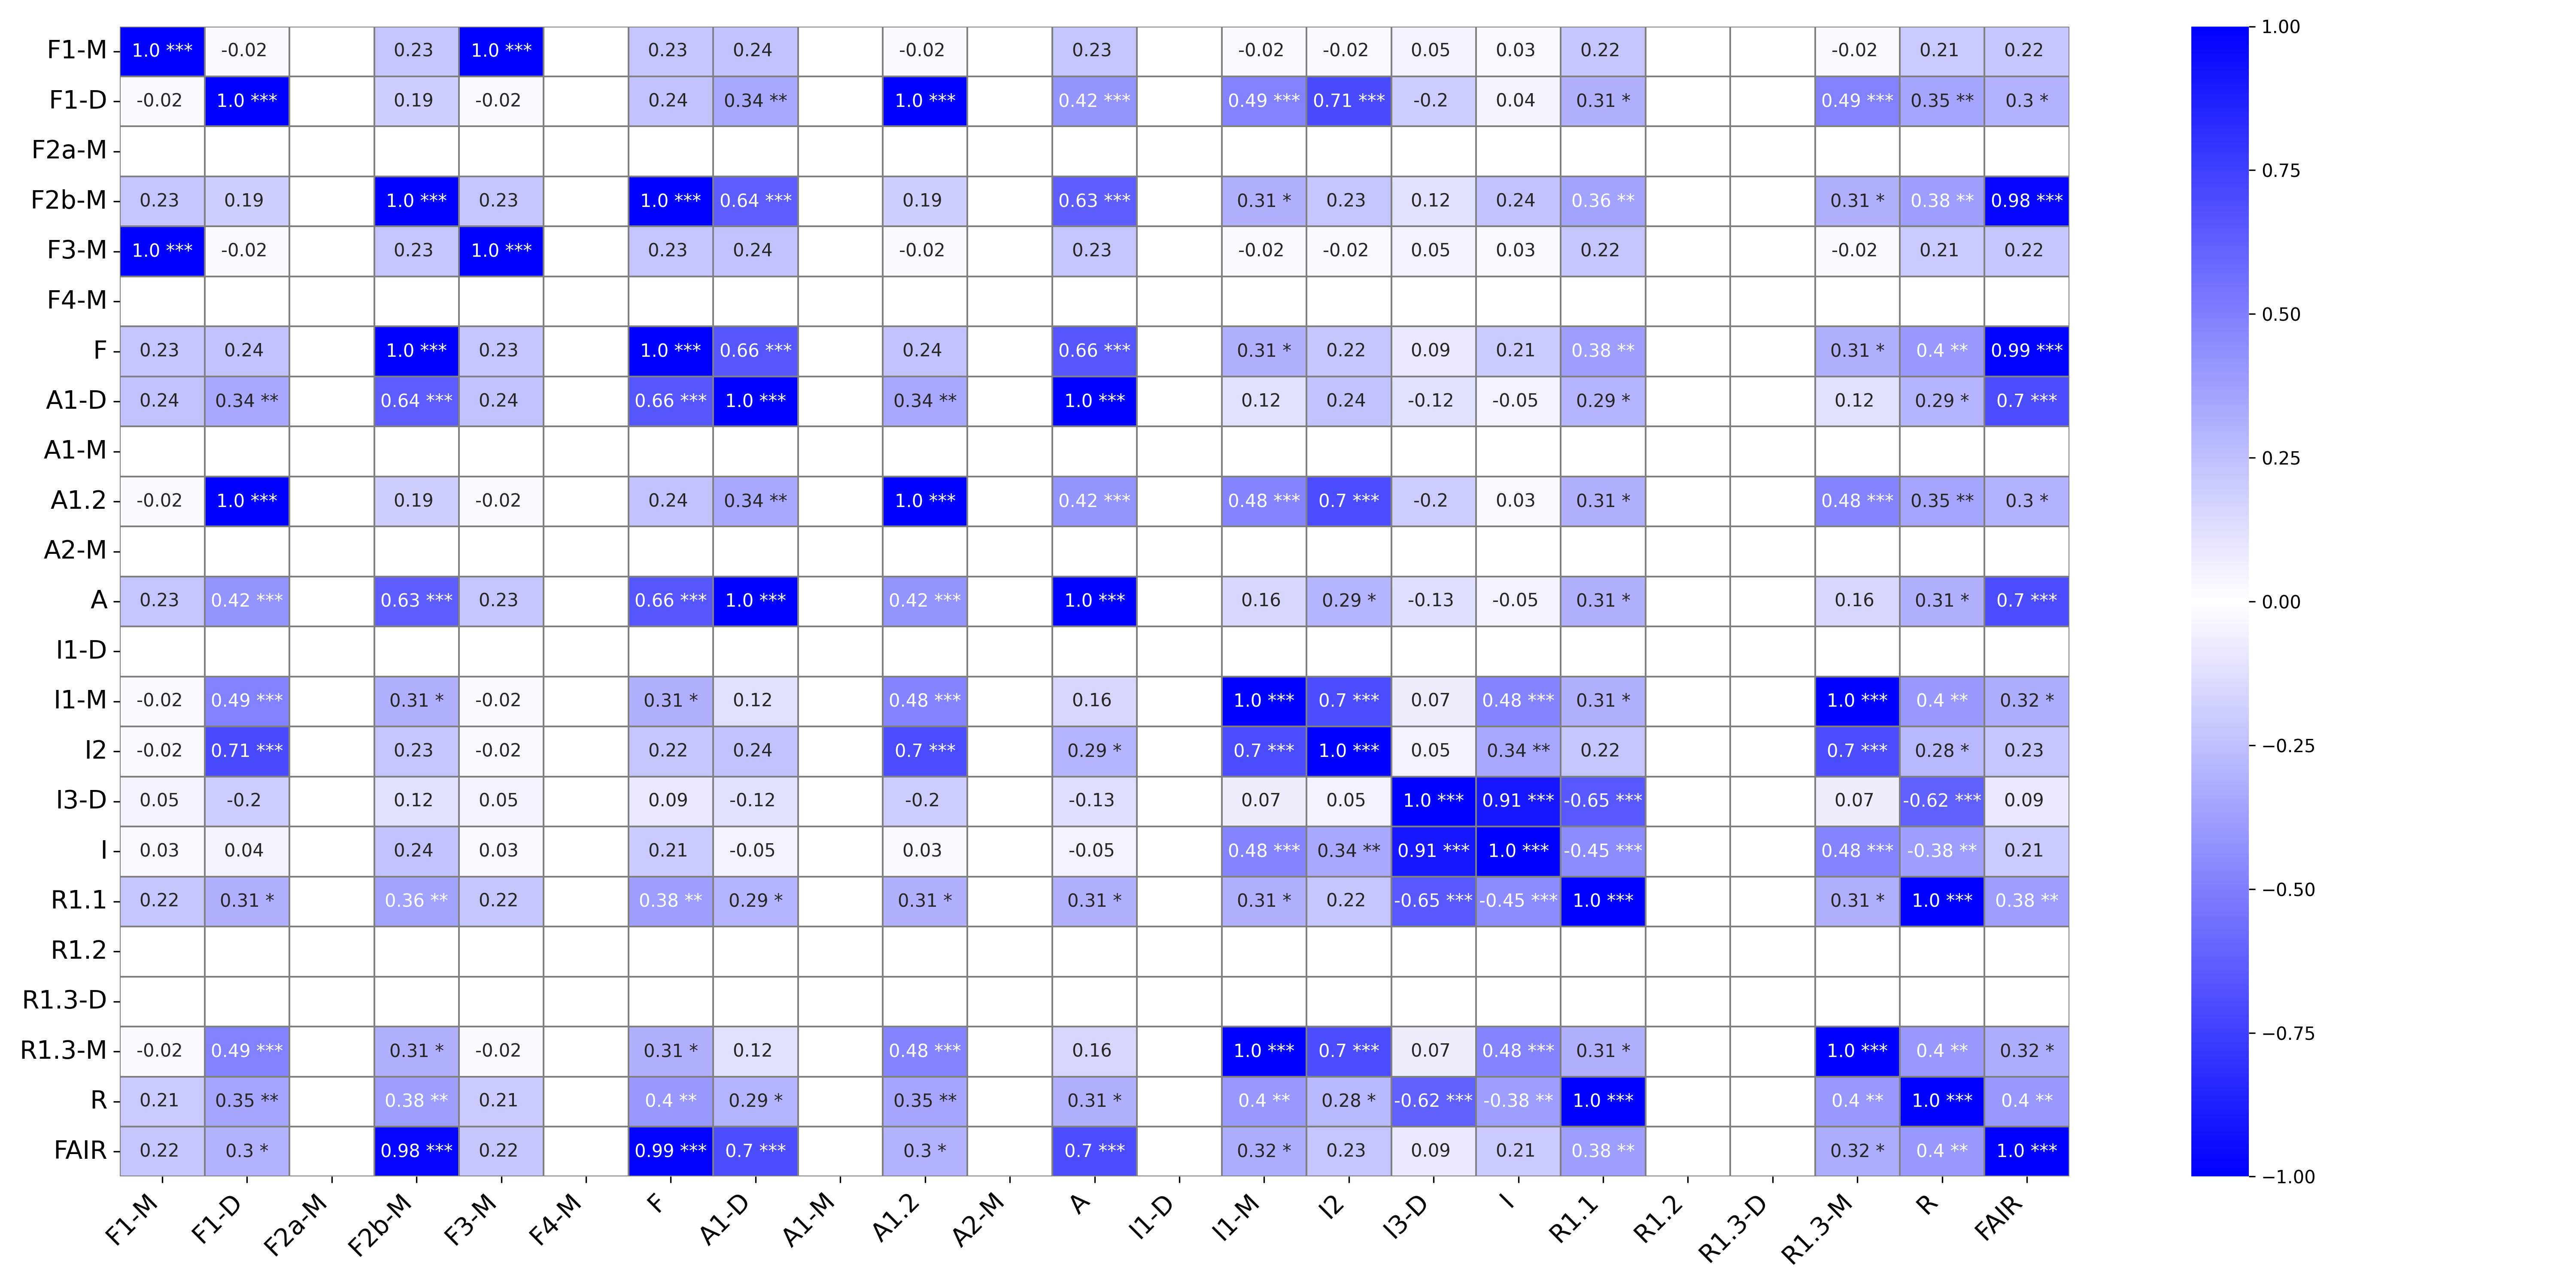 F1-M 1.0 *** -0.02 0.23 1.0 *** 0.23 0.24 -0.02 0.23 -0.02 -0.02 0.05 0.03 0.22 -0.02 0.21 0.22
F1-D -0.02 1.0 *** 0.19 -0.02 0.24 0.34 ** 1.0 *** 0.42 *** 0.49 *** 0.71 *** -0.2 0.04 0.31 * 0.49 *** 0.35 ** 0.3 *
F2a-M
F2b-M 0.23 0.19 1.0 *** 0.23 1.0 *** 0.64 *** 0.19 0.63 *** 0.31 * 0.23 0.12 0.24 0.36 ** 0.31 * 0.38 ** 0.98 ***
F3-M 1.0 *** -0.02 0.23 1.0 *** 0.23 0.24 -0.02 0.23 -0.02 -0.02 0.05 0.03 0.22 -0.02 0.21 0.22
F4-M
F 0.23 0.24 1.0 *** 0.23 1.0 *** 0.66 *** 0.24 0.66 *** 0.31 * 0.22 0.09 0.21 0.38 ** 0.31 * 0.4 ** 0.99 ***
A1-D 0.24 0.34 ** 0.64 *** 0.24 0.66 *** 1.0 *** 0.34 ** 1.0 *** 0.12 0.24 -0.12 -0.05 0.29 * 0.12 0.29 * 0.7 ***
A1-M
A1.2 -0.02 1.0 *** 0.19 -0.02 0.24 0.34 ** 1.0 *** 0.42 *** 0.48 *** 0.7 *** -0.2 0.03 0.31 * 0.48 *** 0.35 ** 0.3 *
A2-M
A 0.23 0.42 *** 0.63 *** 0.23 0.66 *** 1.0 *** 0.42 *** 1.0 *** 0.16 0.29 * -0.13 -0.05 0.31 * 0.16 0.31 * 0.7 ***
I1-D
I1-M -0.02 0.49 *** 0.31 * -0.02 0.31 * 0.12 0.48 *** 0.16 1.0 *** 0.7 *** 0.07 0.48 *** 0.31 * 1.0 *** 0.4 ** 0.32 *
I2 -0.02 0.71 *** 0.23 -0.02 0.22 0.24 0.7 *** 0.29 * 0.7 *** 1.0 *** 0.05 0.34 ** 0.22 0.7 *** 0.28 * 0.23
I3-D 0.05 -0.2 0.12 0.05 0.09 -0.12 -0.2 -0.13 0.07 0.05 1.0 *** 0.91 *** -0.65 *** 0.07 -0.62 *** 0.09
I 0.03 0.04 0.24 0.03 0.21 -0.05 0.03 -0.05 0.48 *** 0.34 ** 0.91 *** 1.0 *** -0.45 *** 0.48 *** -0.38 ** 0.21
R1.1 0.22 0.31 * 0.36 ** 0.22 0.38 ** 0.29 * 0.31 * 0.31 * 0.31 * 0.22 -0.65 *** -0.45 *** 1.0 *** 0.31 * 1.0 *** 0.38 **
R1.2
R1.3-D
R1.3-M -0.02 0.49 *** 0.31 * -0.02 0.31 * 0.12 0.48 *** 0.16 1.0 *** 0.7 *** 0.07 0.48 *** 0.31 * 1.0 *** 0.4 ** 0.32 *
R 0.21 0.35 ** 0.38 ** 0.21 0.4 ** 0.29 * 0.35 ** 0.31 * 0.4 ** 0.28 * -0.62 *** -0.38 ** 1.0 *** 0.4 ** 1.0 *** 0.4 **
FAIR 0.22 0.3 * 0.98 *** 0.22 0.99 *** 0.7 *** 0.3 * 0.7 *** 0.32 * 0.23 0.09 0.21 0.38 ** 0.32 * 0.4 ** 1.0 ***
F1-M F1-D F2a-M F2b-M F3-M F4-M F A1-D A1-M A1.2 A2-M A I1-D I1-M I2 I3-D I R1.1 R1.2 R1.3-D R1.3-M R FAIR
1.00
0.75
0.50
0.25
0.00
−0.25
−0.50
−0.75
−1.00